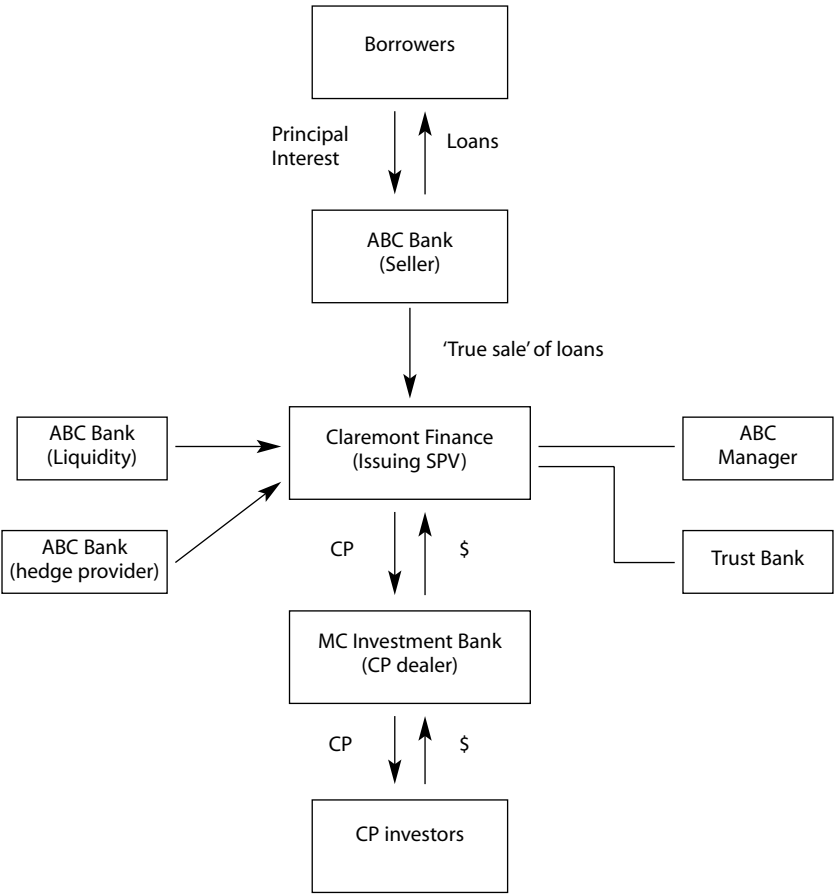 Borrowers
Principal
Interest
Loans
ABC Bank
(Seller)
‘True sale’ of loans
ABC Bank
(Liquidity)
Claremont Finance
(Issuing SPV)
ABC
Manager
ABC Bank
(hedge provider)
CP
$
Trust Bank
MC Investment Bank
(CP dealer)
CP
$
CP investors